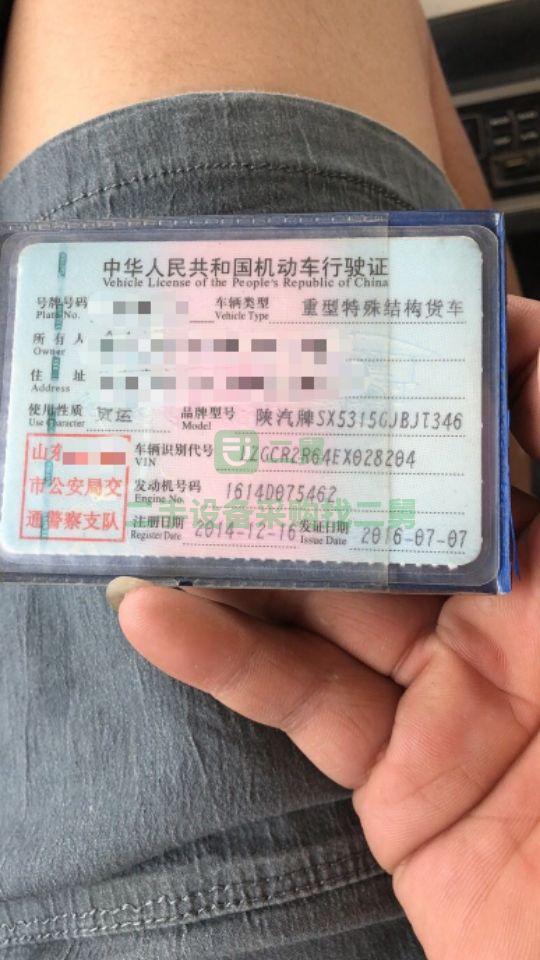 中华人民共和国机动车行驶证
Vehicle License of the People's Republic of China
号牌号码
Plate No.
车辆类型 重型特殊结构货车
Vehicle Type
所有人
Owner
住址
Address
使用性质 货运
Use Character
品牌型号 陕汽牌SX5315GJBJT346
Model
车辆识别代号 JZGCR2R64EX028204
VIN
发动机号码 1614D075462
Engine No.
注册日期 2014-12-16
Register Date
发证日期 2016-07-07
Issue Date
山东
市公安局交
通警察支队
二舅
二手设备采购找二舅